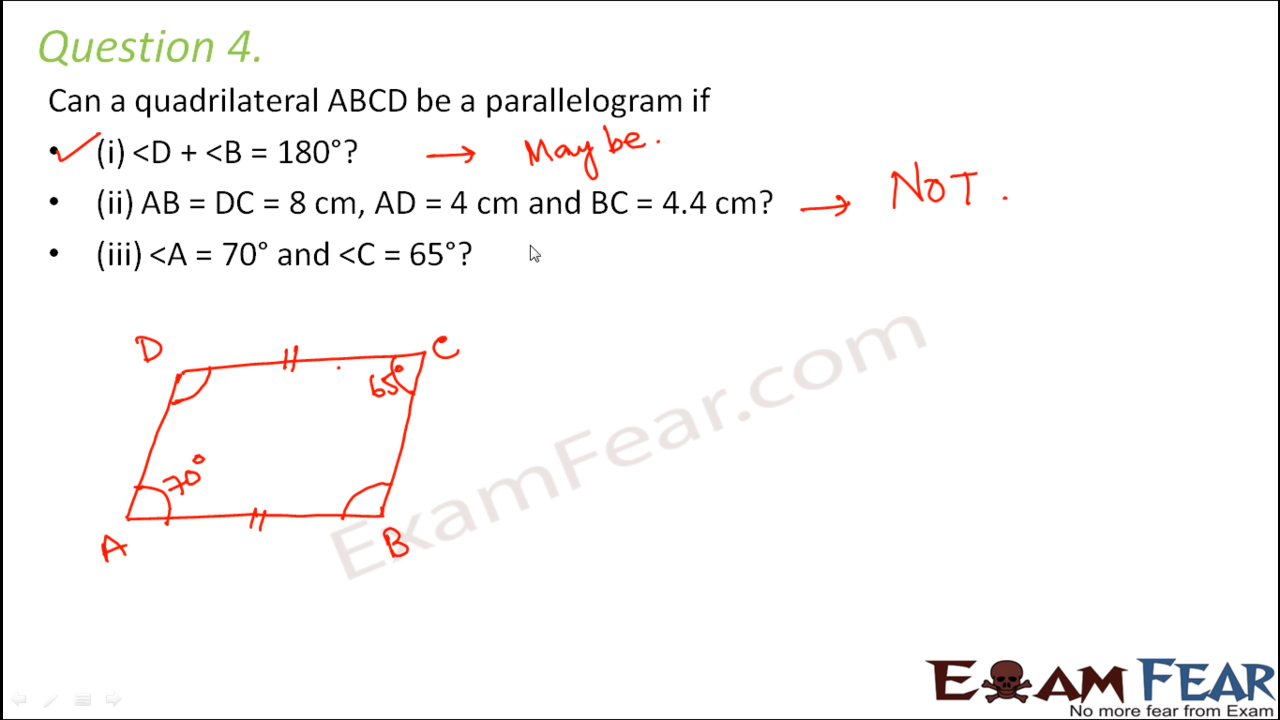 Question 4.
Can a quadrilateral ABCD be a parallelogram if
• (i) <D + <B = 180°? → May be.
• (ii) AB = DC = 8 cm, AD = 4 cm and BC = 4.4 cm? → NOT.
• (iii) <A = 70° and <C = 65°?
D C
65°
70°
A B
ExamFear.com
EXAM FEAR
No more fear from Exam